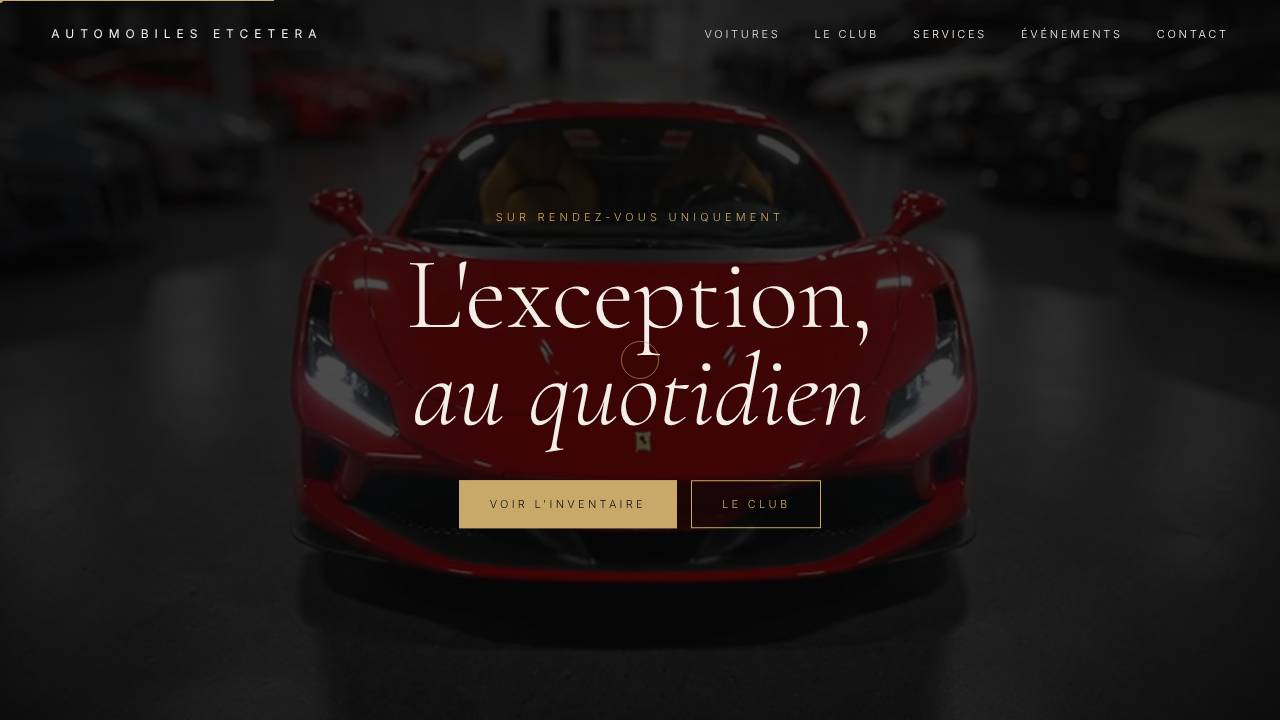 AUTOMOBILES ETCETERA
VOITURES LE CLUB SERVICES ÉVÉNEMENTS CONTACT
SUR RENDEZ-VOUS UNIQUEMENT
L'exception,
au quotidien
VOIR L'INVENTAIRE LE CLUB